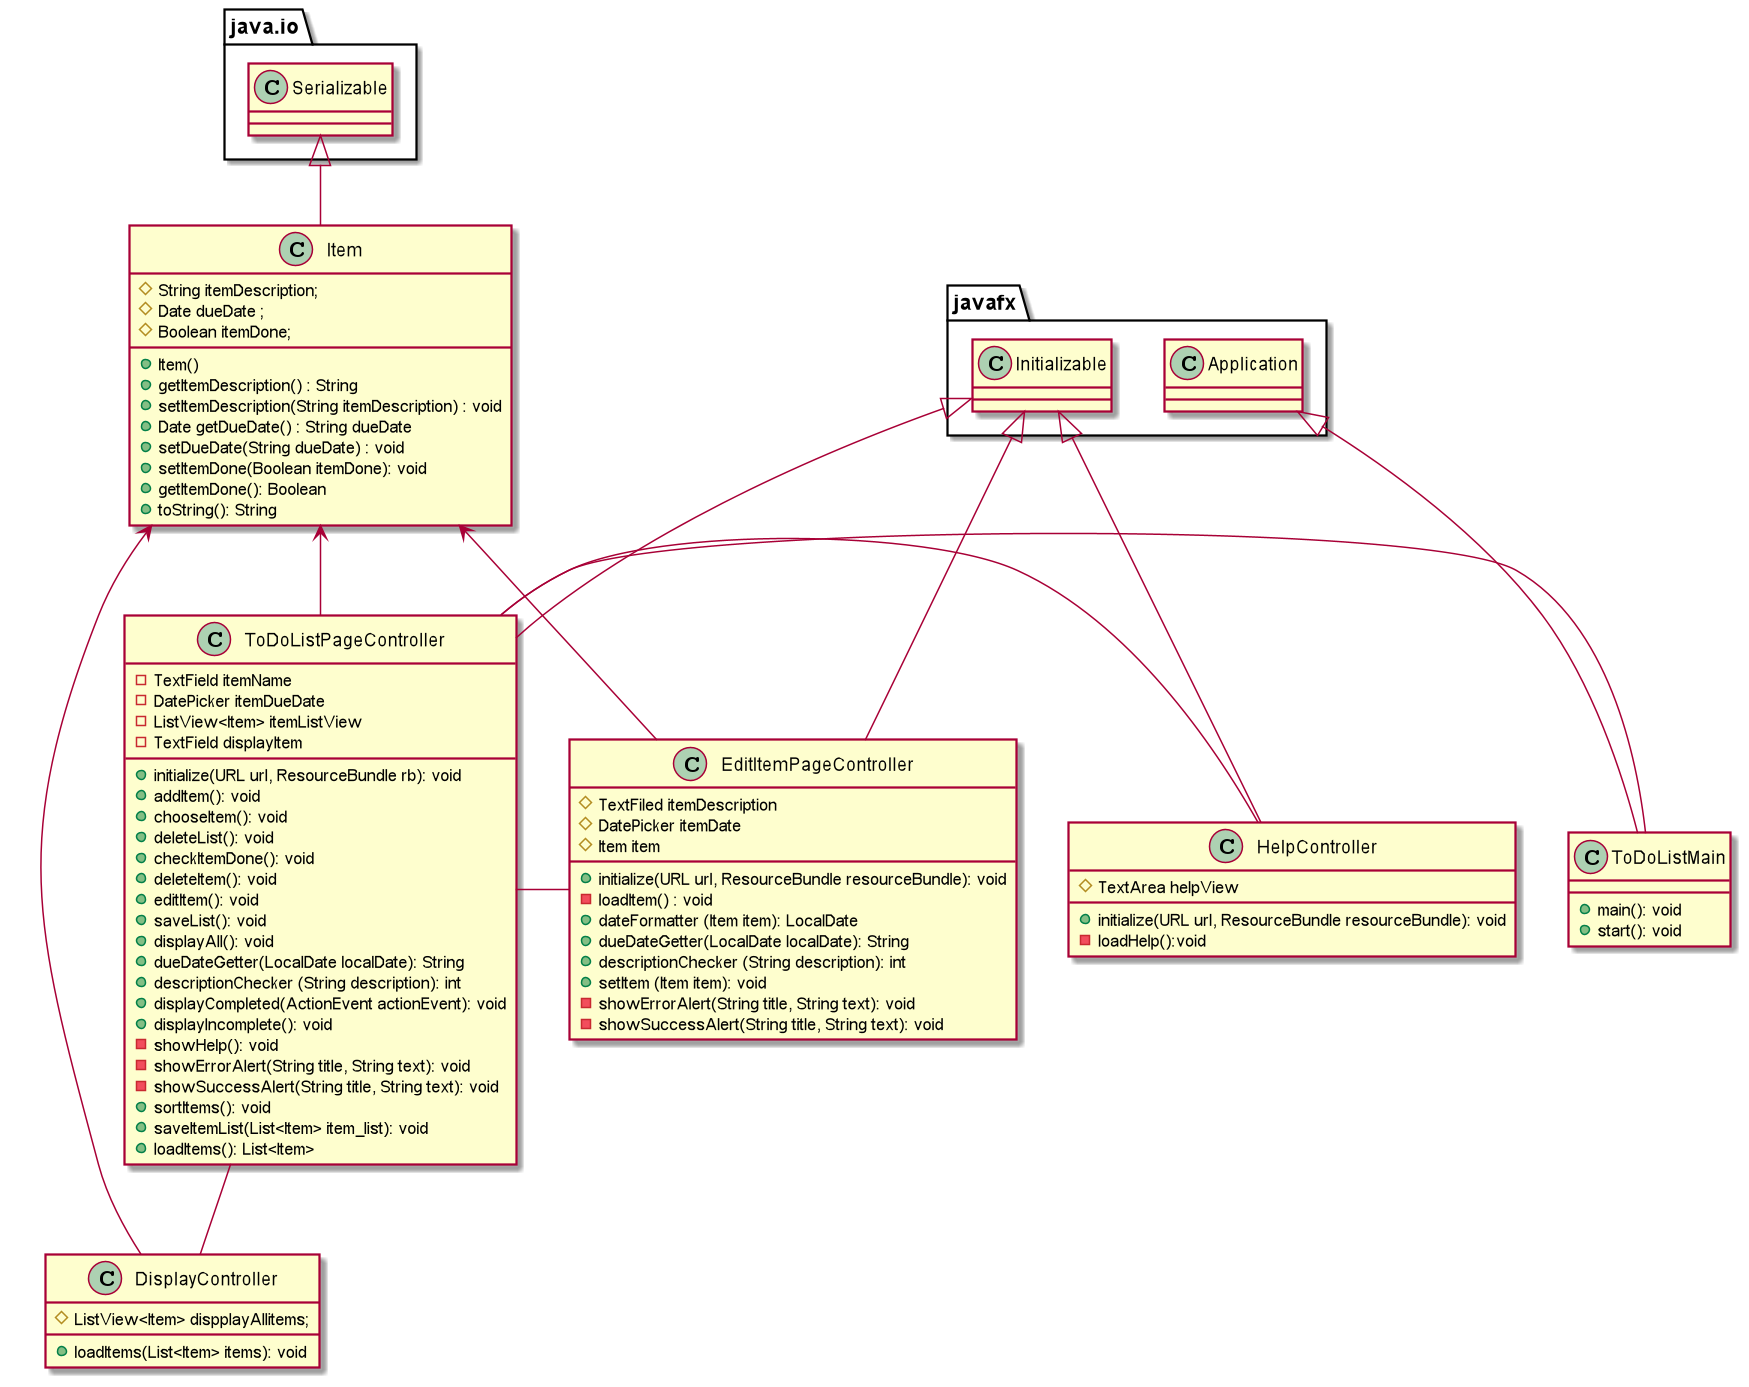 java.io
C Serializable
C Item
String itemDescription;
Date dueDate ;
Boolean itemDone;
Item()
getItemDescription() : String
setItemDescription(String itemDescription) : void
Date getDueDate() : String dueDate
setDueDate(String dueDate) : void
setItemDone(Boolean itemDone): void
getItemDone(): Boolean
toString(): String
javafx
C Initializable
C Application
C ToDoListPageController
TextField itemName
DatePicker itemDueDate
ListView<Item> itemListView
TextField displayItem
initialize(URL url, ResourceBundle rb): void
addItem(): void
chooseItem(): void
deleteList(): void
checkItemDone(): void
deleteItem(): void
editItem(): void
saveList(): void
displayAll(): void
dueDateGetter(LocalDate localDate): String
descriptionChecker (String description): int
displayCompleted(ActionEvent actionEvent): void
displayIncomplete(): void
showHelp(): void
showErrorAlert(String title, String text): void
showSuccessAlert(String title, String text): void
sortItems(): void
saveItemList(List<Item> item_list): void
loadItems(): List<Item>
C EditItemPageController
TextFiled itemDescription
DatePicker itemDate
Item item
initialize(URL url, ResourceBundle resourceBundle): void
loadItem() : void
dateFormatter (Item item): LocalDate
dueDateGetter(LocalDate localDate): String
descriptionChecker (String description): int
setItem (Item item): void
showErrorAlert(String title, String text): void
showSuccessAlert(String title, String text): void
C HelpController
TextArea helpView
initialize(URL url, ResourceBundle resourceBundle): void
loadHelp():void
C ToDoListMain
main(): void
start(): void
C DisplayController
ListView<Item> dispplayAllitems;
loadItems(List<Item> items): void